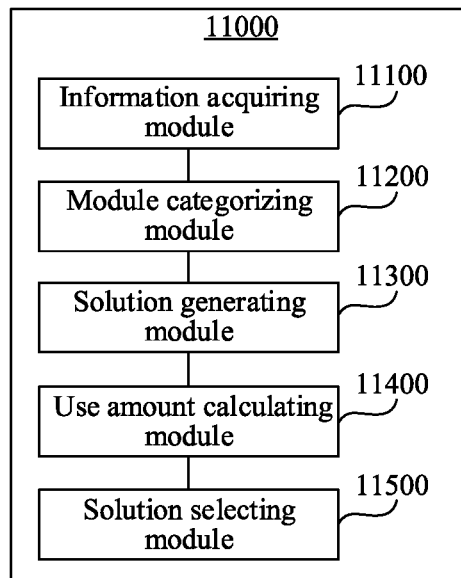 11000
11100
Information acquiring
module
11200
Module categorizing
module
11300
Solution generating
module
11400
Use amount calculating
module
11500
Solution selecting
module